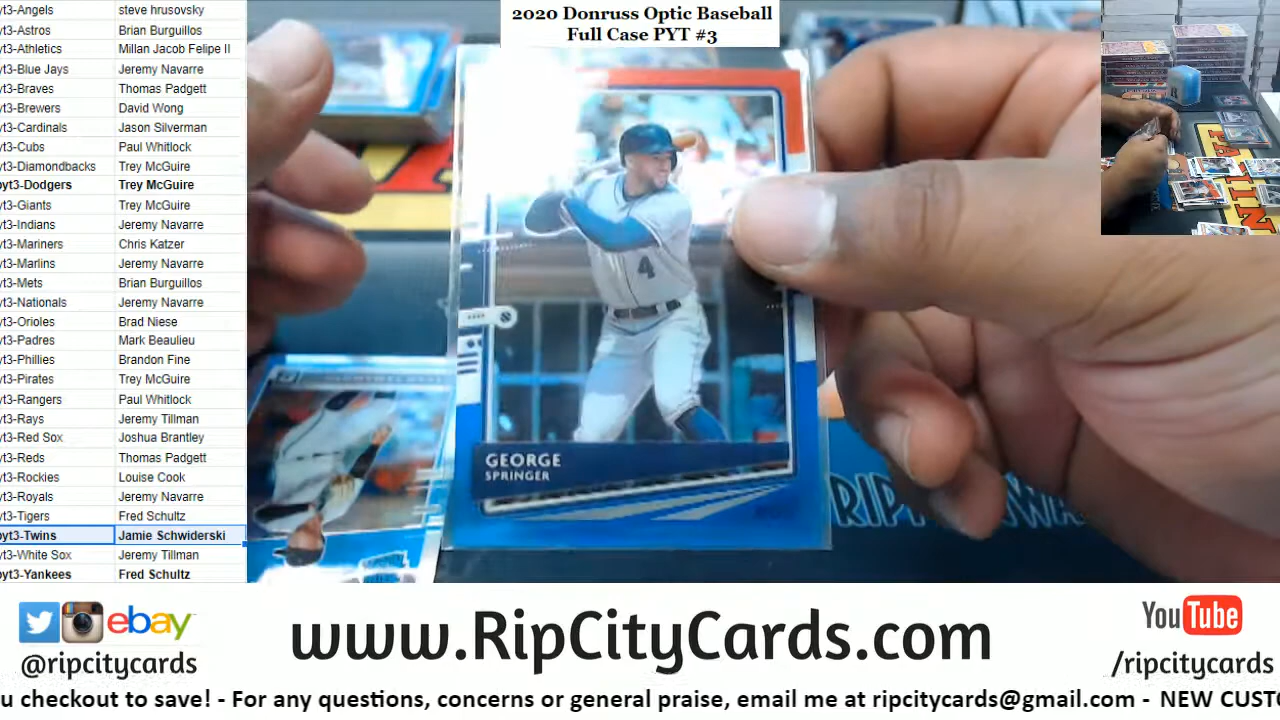 2020 Donruss Optic Baseball
Full Case PYT #3
yt3-Angels steve hrusovsky
yt3-Astros Brian Burguillos
yt3-Athletics Millan Jacob Felipe II
yt3-Blue Jays Jeremy Navarre
yt3-Braves Thomas Padgett
yt3-Brewers David Wong
yt3-Cardinals Jason Silverman
yt3-Cubs Paul Whitlock
yt3-Diamondbacks Trey McGuire
pyt3-Dodgers Trey McGuire
yt3-Giants Trey McGuire
yt3-Indians Jeremy Navarre
yt3-Mariners Chris Katzer
yt3-Marlins Jeremy Navarre
yt3-Mets Brian Burguillos
yt3-Nationals Jeremy Navarre
yt3-Orioles Brad Niese
yt3-Padres Mark Beaulieu
yt3-Phillies Brandon Fine
yt3-Pirates Trey McGuire
yt3-Rangers Paul Whitlock
yt3-Rays Jeremy Tillman
yt3-Red Sox Joshua Brantley
yt3-Reds Thomas Padgett
yt3-Rockies Louise Cook
yt3-Royals Jeremy Navarre
yt3-Tigers Fred Schultz
pyt3-Twins Jamie Schwiderski
yt3-White Sox Jeremy Tillman
pyt3-Yankees Fred Schultz
4
GEORGE
SPRINGER
RIP
ebay
@ripcitycards
www.RipCityCards.com
YouTube
/ripcitycards
u checkout to save! - For any questions, concerns or general praise, email me at ripcitycards@gmail.com - NEW CUST